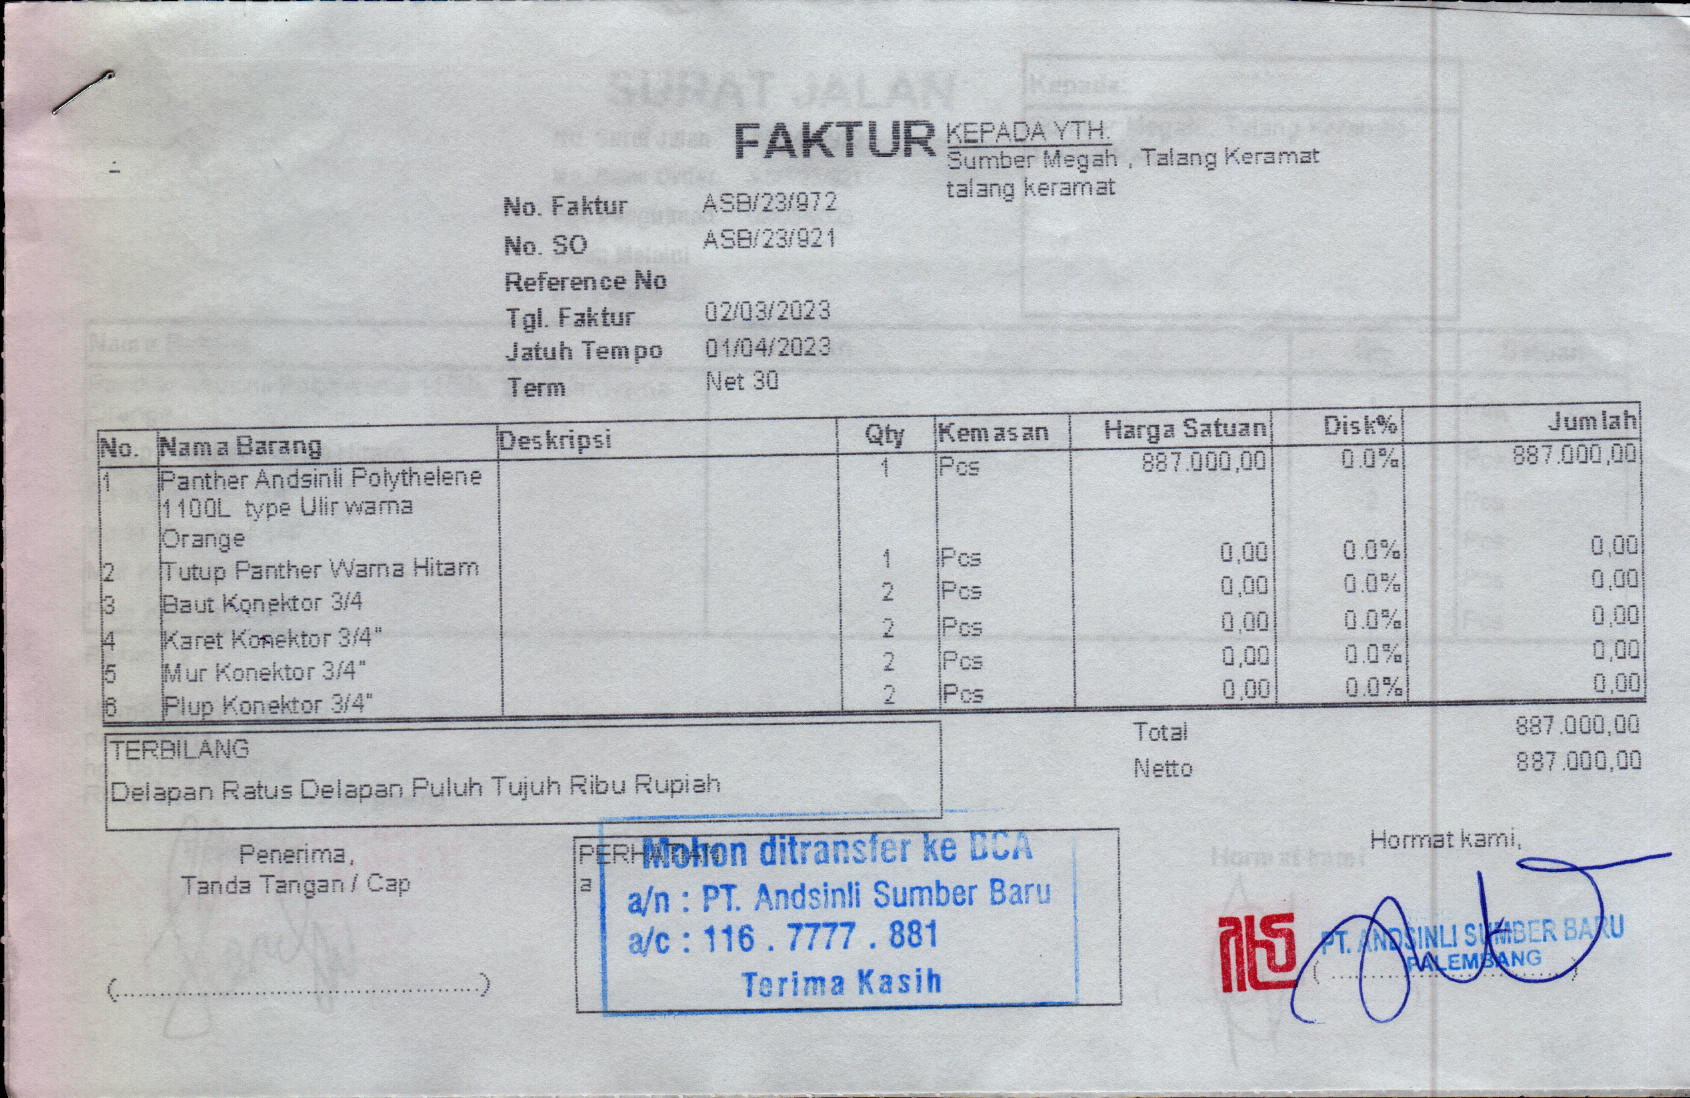 FAKTUR
KEPADA YTH.
Sumber Megah , Talang Keramat
talang keramat
No. Faktur ASB/23/972
No. SO ASB/23/921
Reference No
Tgl. Faktur 02/03/2023
Jatuh Tempo 01/04/2023
Term Net 30
No. Nama Barang Deskripsi Qty Kemasan Harga Satuan Disk% Jumlah
1 Panther Andsinli Polythelene 1 Pcs 887.000,00 0.0% 887.000,00
1100L type Ulir warna
Orange
2 Tutup Panther Warna Hitam 1 Pcs 0,00 0.0% 0,00
3 Baut Konektor 3/4 2 Pcs 0,00 0.0% 0,00
4 Karet Konektor 3/4" 2 Pcs 0,00 0.0% 0,00
5 Mur Konektor 3/4" 2 Pcs 0,00 0.0% 0,00
6 Plup Konektor 3/4" 2 Pcs 0,00 0.0% 0,00
Total 887.000,00
Netto 887.000,00
TERBILANG
Delapan Ratus Delapan Puluh Tujuh Ribu Rupiah
Penerima,
Tanda Tangan / Cap
(..................................................)
PERHATIAN
a
Mohon ditransfer ke BCA
a/n : PT. Andsinli Sumber Baru
a/c : 116 . 7777 . 881
Terima Kasih
Hormat kami,
PT. ANDSINLI SUMBER BARU
PALEMBANG